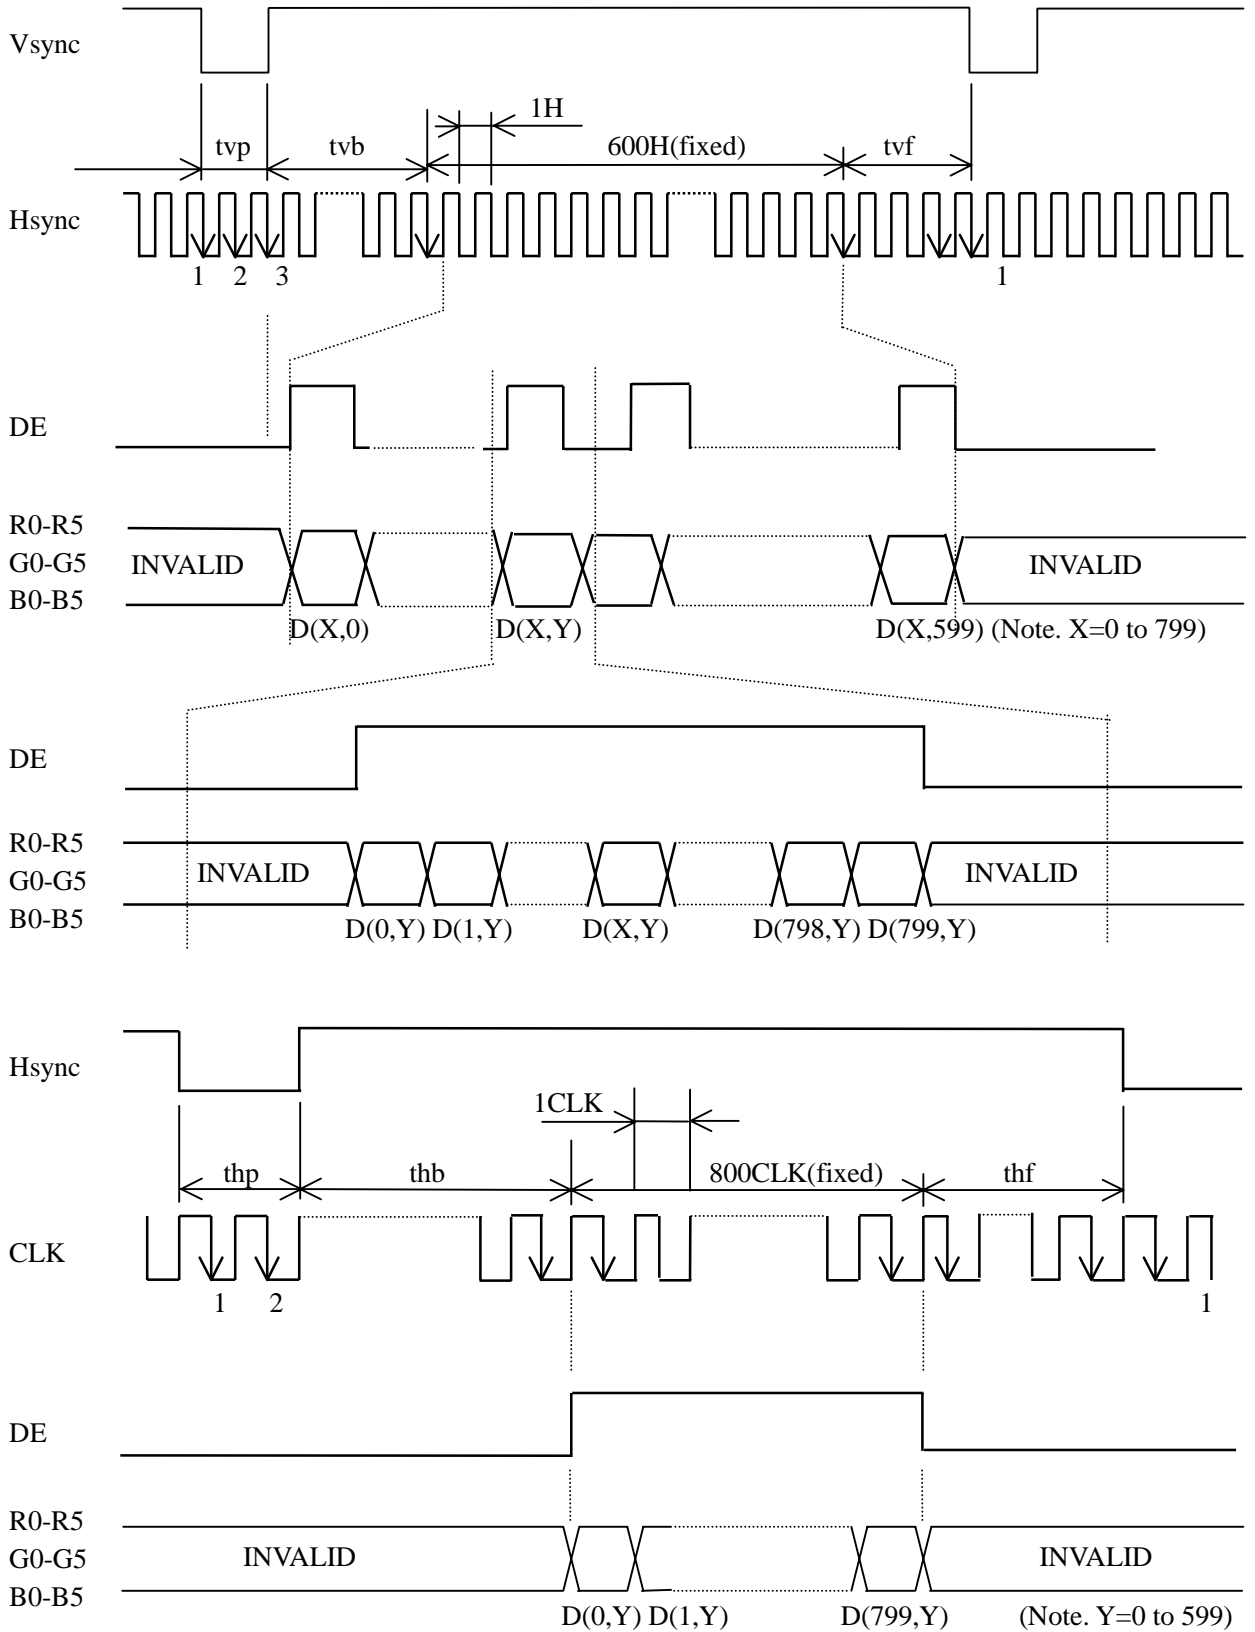 Vsync
1H
tvp tvb 600H(fixed) tvf
Hsync
1 2 3 1
DE
R0-R5
G0-G5 INVALID INVALID
B0-B5
D(X,0) D(X,Y) D(X,599) (Note. X=0 to 799)
DE
R0-R5
G0-G5 INVALID INVALID
B0-B5
D(0,Y) D(1,Y) D(X,Y) D(798,Y) D(799,Y)
Hsync
1CLK
thp thb 800CLK(fixed) thf
CLK
1 2 1
DE
R0-R5
G0-G5 INVALID INVALID
B0-B5
D(0,Y) D(1,Y) D(799,Y) (Note. Y=0 to 599)